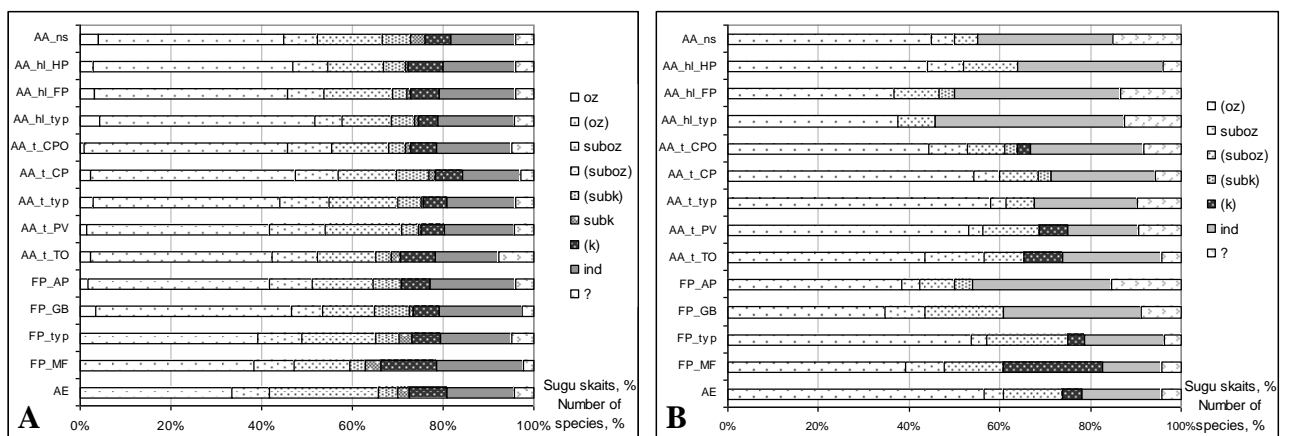 AA_ns
AA_hl_HP
AA_hl_FP
AA_hl_typ
AA_t_CPO
AA_t_CP
AA_t_typ
AA_t_PV
AA_t_TO
FP_AP
FP_GB
FP_typ
FP_MF
AE
0% 20% 40% 60% 80% 100%
oz
(oz)
suboz
(suboz)
(subk)
subk
(k)
ind
?
Sugu skaits, %
Number of
species, %
A
AA_ns
AA_hl_HP
AA_hl_FP
AA_hl_typ
AA_t_CPO
AA_t_CP
AA_t_typ
AA_t_PV
AA_t_TO
FP_AP
FP_GB
FP_typ
FP_MF
AE
0% 20% 40% 60% 80% 100%
(oz)
suboz
(suboz)
(subk)
(k)
ind
?
Sugu skaits, %
Number of
species, %
B